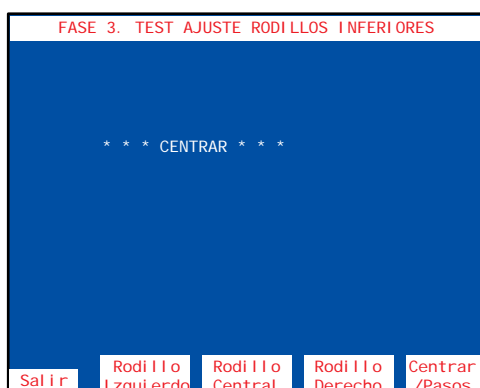 FASE 3. TEST AJUSTE RODILLOS INFERIORES
* * * CENTRAR * * *
Rodillo Rodillo Rodillo Centrar
Salir Izquierdo Central Derecho /Pasos